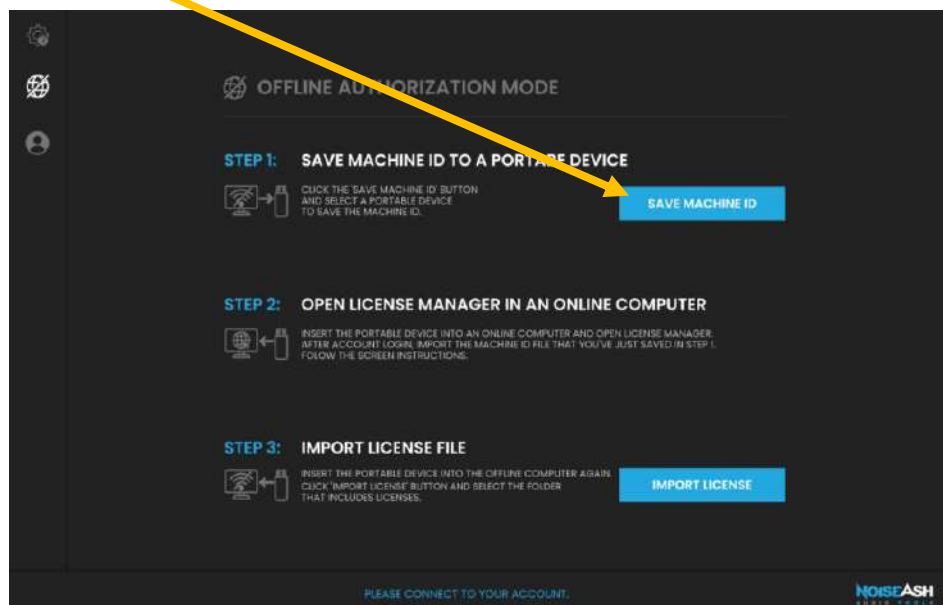 OFFLINE AUTHORIZATION MODE
STEP 1: SAVE MACHINE ID TO A PORTABE DEVICE
CLICK THE 'SAVE MACHINE ID' BUTTON
AND SELECT A PORTABLE DEVICE
TO SAVE THE MACHINE ID.
SAVE MACHINE ID
STEP 2: OPEN LICENSE MANAGER IN AN ONLINE COMPUTER
INSERT THE PORTABLE DEVICE INTO AN ONLINE COMPUTER AND OPEN LICENSE MANAGER.
AFTER ACCOUNT LOGIN, IMPORT THE MACHINE ID FILE THAT YOU'VE JUST SAVED IN STEP 1.
FOLOW THE SCREEN INSTRUCTIONS.
STEP 3: IMPORT LICENSE FILE
INSERT THE PORTABLE DEVICE INTO THE OFFLINE COMPUTER AGAIN.
CLICK 'IMPORT LICENSE' BUTTON AND SELECT THE FOLDER
THAT INCLUDES LICENSES.
IMPORT LICENSE
PLEASE CONNECT TO YOUR ACCOUNT.
NOISEASH
AUDIO TOOLS